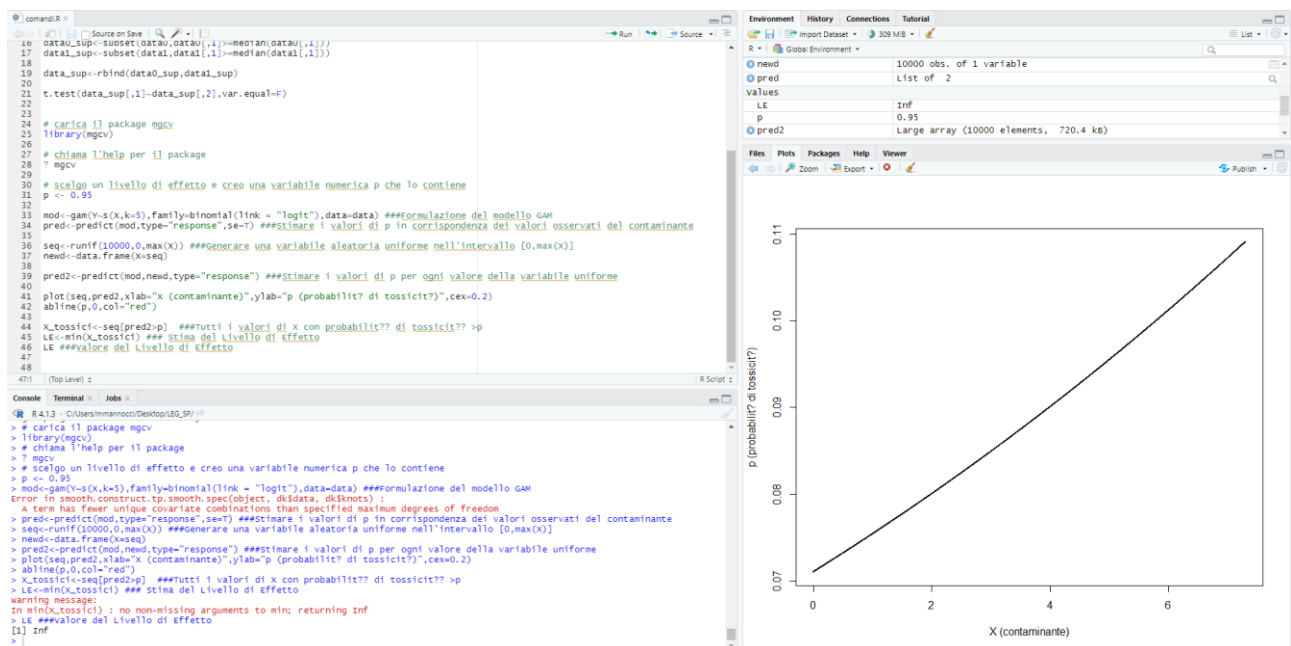 comandi.R
Source on Save
Run
Source
16 data0_sup<-subset(data0,data0[,1]>=median(data0[,1]))
17 data1_sup<-subset(data1,data1[,1]>=median(data1[,1]))
18
19 data_sup<-rbind(data0_sup,data1_sup)
20
21 t.test(data_sup[,1]~data_sup[,2],var.equal=F)
22
23
24 # carica il package mgcv
25 library(mgcv)
26
27 # chiama l'help per il package
28 ? mgcv
29
30 # scelgo un livello di effetto e creo una variabile numerica p che lo contiene
31 p <- 0.95
32
33 mod<-gam(Y~s(X,k=5),family=binomial(link = "logit"),data=data) ###Formulazione del modello GAM
34 pred<-predict(mod,type="response",se=T) ###Stimare i valori di p in corrispondenza dei valori osservati del contaminante
35
36 seq<-runif(10000,0,max(X)) ###Generare una variabile aleatoria uniforme nell'intervallo [0,max(X)]
37 newd<-data.frame(X=seq)
38
39 pred2<-predict(mod,newd,type="response") ###Stimare i valori di p per ogni valore della variabile uniforme
40
41 plot(seq,pred2,xlab="X (contaminante)",ylab="p (probabilit? di tossicit?)",cex=0.2)
42 abline(p,0,col="red")
43
44 X_tossici<-seq[pred2>p] ###Tutti i valori di X con probabilit?? di tossicit?? >p
45 LE<-min(X_tossici) ### Stima del Livello di Effetto
46 LE ###Valore del Livello di Effetto
47
48
47:1 (Top Level)
R Script
Console Terminal Jobs
R 4.1.3 · C:/Users/mmannocci/Desktop/LEG_SP/
> # carica il package mgcv
> library(mgcv)
> # chiama l'help per il package
> ? mgcv
> # scelgo un livello di effetto e creo una variabile numerica p che lo contiene
> p <- 0.95
> mod<-gam(Y~s(X,k=5),family=binomial(link = "logit"),data=data) ###Formulazione del modello GAM
Error in smooth.construct.tp.smooth.spec(object, dk$data, dk$knots) :
A term has fewer unique covariate combinations than specified maximum degrees of freedom
> pred<-predict(mod,type="response",se=T) ###Stimare i valori di p in corrispondenza dei valori osservati del contaminante
> seq<-runif(10000,0,max(X)) ###Generare una variabile aleatoria uniforme nell'intervallo [0,max(X)]
> newd<-data.frame(X=seq)
> pred2<-predict(mod,newd,type="response") ###Stimare i valori di p per ogni valore della variabile uniforme
> plot(seq,pred2,xlab="X (contaminante)",ylab="p (probabilit? di tossicit?)",cex=0.2)
> abline(p,0,col="red")
> X_tossici<-seq[pred2>p] ###Tutti i valori di X con probabilit?? di tossicit?? >p
> LE<-min(X_tossici) ### Stima del Livello di Effetto
Warning message:
In min(X_tossici) : no non-missing arguments to min; returning Inf
> LE ###Valore del Livello di Effetto
[1] Inf
>
Environment History Connections Tutorial
Import Dataset 309 MiB
List
R Global Environment
newd 10000 obs. of 1 variable
pred List of 2
values
LE Inf
p 0.95
pred2 Large array (10000 elements, 720.4 kB)
Files Plots Packages Help Viewer
Zoom Export Publish
0.11
0.10
0.09
0.08
0.07
p (probabilit? di tossicit?)
0 2 4 6
X (contaminante)